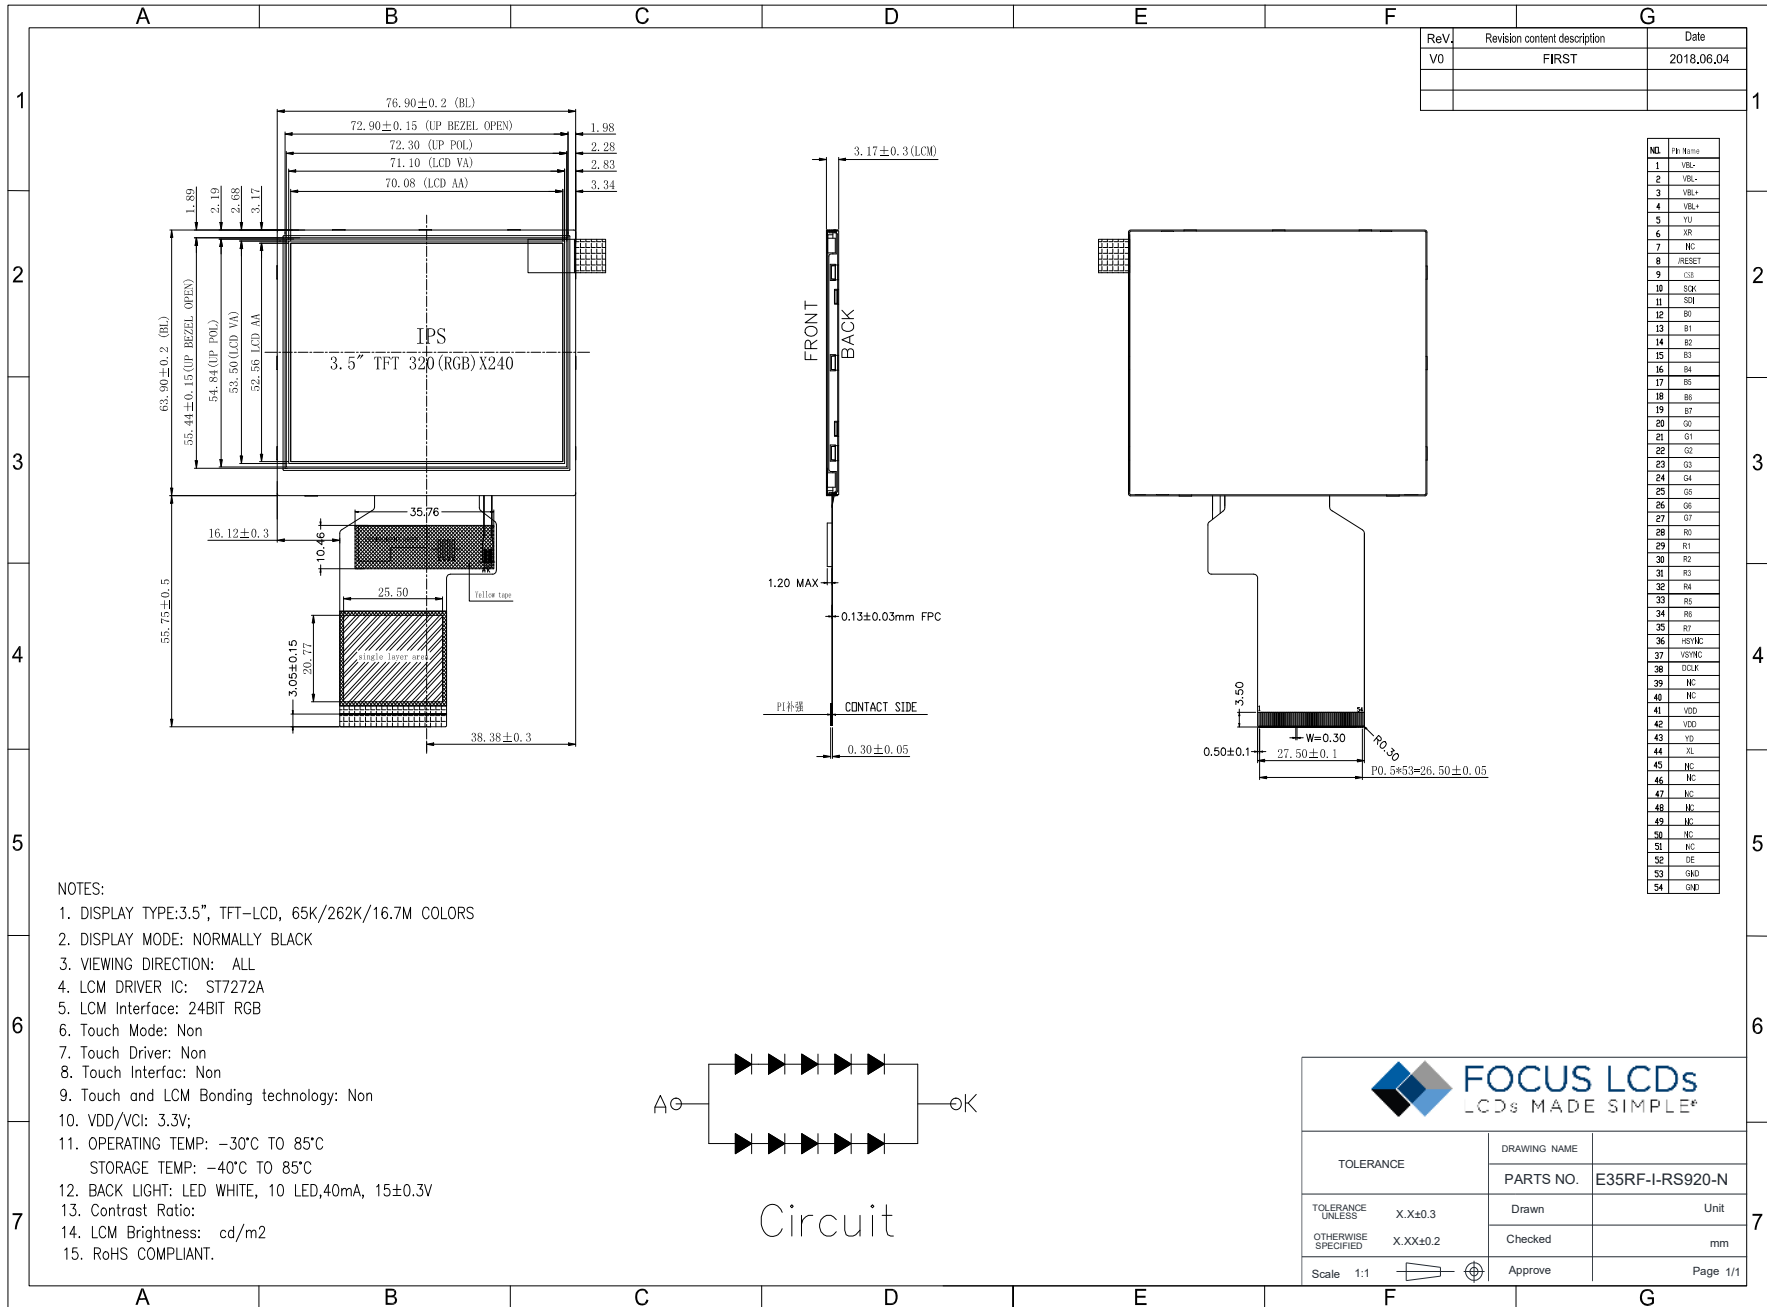 A B C D E F G
ReV. Revision content description Date
V0 FIRST 2018.06.04
1 1
2 2
3 3
4 4
5 5
6 6
7 7
76.90±0.2 (BL)
72.90±0.15 (UP BEZEL OPEN) 1.98
72.30 (UP POL) 2.28
71.10 (LCD VA) 2.83
70.08 (LCD AA) 3.34
1.89
2.19
2.68
3.17
63.90±0.2 (BL)
55.44±0.15(UP BEZEL OPEN)
54.84(UP POL)
53.50(LCD VA)
52.56 LCD AA
IPS
3.5" TFT 320(RGB)X240
35.76
16.12±0.3
10.46
Yellow tape
25.50
55.75±0.5
single layer area
20.77
3.05±0.15
38.38±0.3
3.17±0.3(LCM)
FRONT
BACK
1.20 MAX
0.13±0.03mm FPC
PI补强 CONTACT SIDE
0.30±0.05
3.50
1 54
W=0.30
R0.30
0.50±0.1
27.50±0.1
P0.5*53=26.50±0.05
NO. Pin Name
1 VBL-
2 VBL-
3 VBL+
4 VBL+
5 YU
6 XR
7 NC
8 /RESET
9 CSB
10 SCK
11 SDI
12 B0
13 B1
14 B2
15 B3
16 B4
17 B5
18 B6
19 B7
20 G0
21 G1
22 G2
23 G3
24 G4
25 G5
26 G6
27 G7
28 R0
29 R1
30 R2
31 R3
32 R4
33 R5
34 R6
35 R7
36 HSYNC
37 VSYNC
38 DCLK
39 NC
40 NC
41 VDD
42 VDD
43 YD
44 XL
45 NC
46 NC
47 NC
48 NC
49 NC
50 NC
51 NC
52 DE
53 GND
54 GND
NOTES:
1. DISPLAY TYPE:3.5", TFT-LCD, 65K/262K/16.7M COLORS
2. DISPLAY MODE: NORMALLY BLACK
3. VIEWING DIRECTION: ALL
4. LCM DRIVER IC: ST7272A
5. LCM Interface: 24BIT RGB
6. Touch Mode: Non
7. Touch Driver: Non
8. Touch Interfac: Non
9. Touch and LCM Bonding technology: Non
10. VDD/VCI: 3.3V;
11. OPERATING TEMP: -30°C TO 85°C
STORAGE TEMP: -40°C TO 85°C
12. BACK LIGHT: LED WHITE, 10 LED,40mA, 15±0.3V
13. Contrast Ratio:
14. LCM Brightness: cd/m2
15. RoHS COMPLIANT.
A K
Circuit
FOCUS LCDs
LCDs MADE SIMPLE®
TOLERANCE
DRAWING NAME
PARTS NO. E35RF-I-RS920-N
TOLERANCE UNLESS X.X±0.3
Drawn Unit
OTHERWISE SPECIFIED X.XX±0.2
Checked mm
Scale 1:1
Approve Page 1/1
A B C D E F G